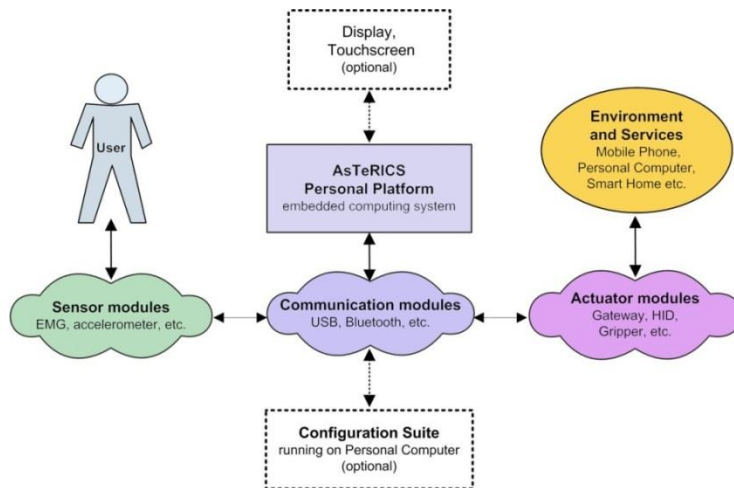 Display,
Touchscreen
(optional)
User
AsTeRICS
Personal Platform
embedded computing system
Environment
and Services
Mobile Phone,
Personal Computer,
Smart Home etc.
Sensor modules
EMG, accelerometer, etc.
Communication modules
USB, Bluetooth, etc.
Actuator modules
Gateway, HID,
Gripper, etc.
Configuration Suite
running on Personal Computer
(optional)